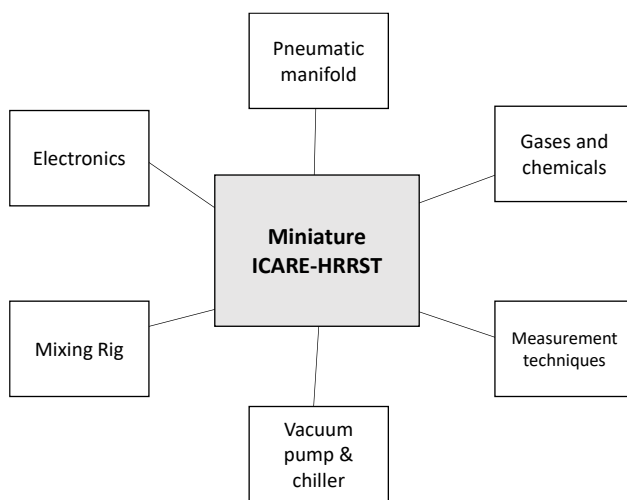 Pneumatic
manifold
Electronics
Gases and
chemicals
Miniature
ICARE-HRRST
Mixing Rig
Measurement
techniques
Vacuum
pump &
chiller